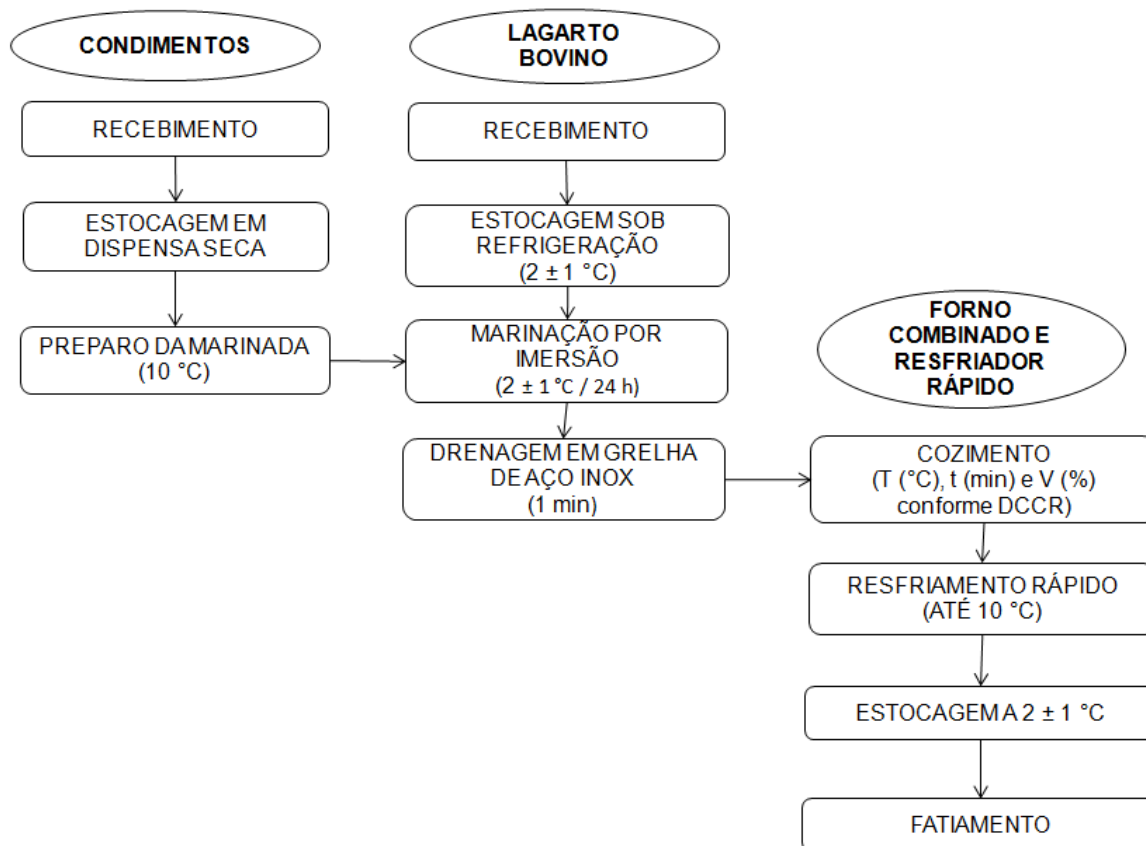 CONDIMENTOS
RECEBIMENTO
ESTOCAGEM EM
DISPENSA SECA
PREPARO DA MARINADA
(10 °C)
LAGARTO
BOVINO
RECEBIMENTO
ESTOCAGEM SOB
REFRIGERAÇÃO
(2 ± 1 °C)
MARINAÇÃO POR
IMERSÃO
(2 ± 1 °C / 24 h)
DRENAGEM EM GRELHA
DE AÇO INOX
(1 min)
FORNO
COMBINADO E
RESFRIADOR
RÁPIDO
COZIMENTO
(T (°C), t (min) e V (%)
conforme DCCR)
RESFRIAMENTO RÁPIDO
(ATÉ 10 °C)
ESTOCAGEM A 2 ± 1 °C
FATIAMENTO